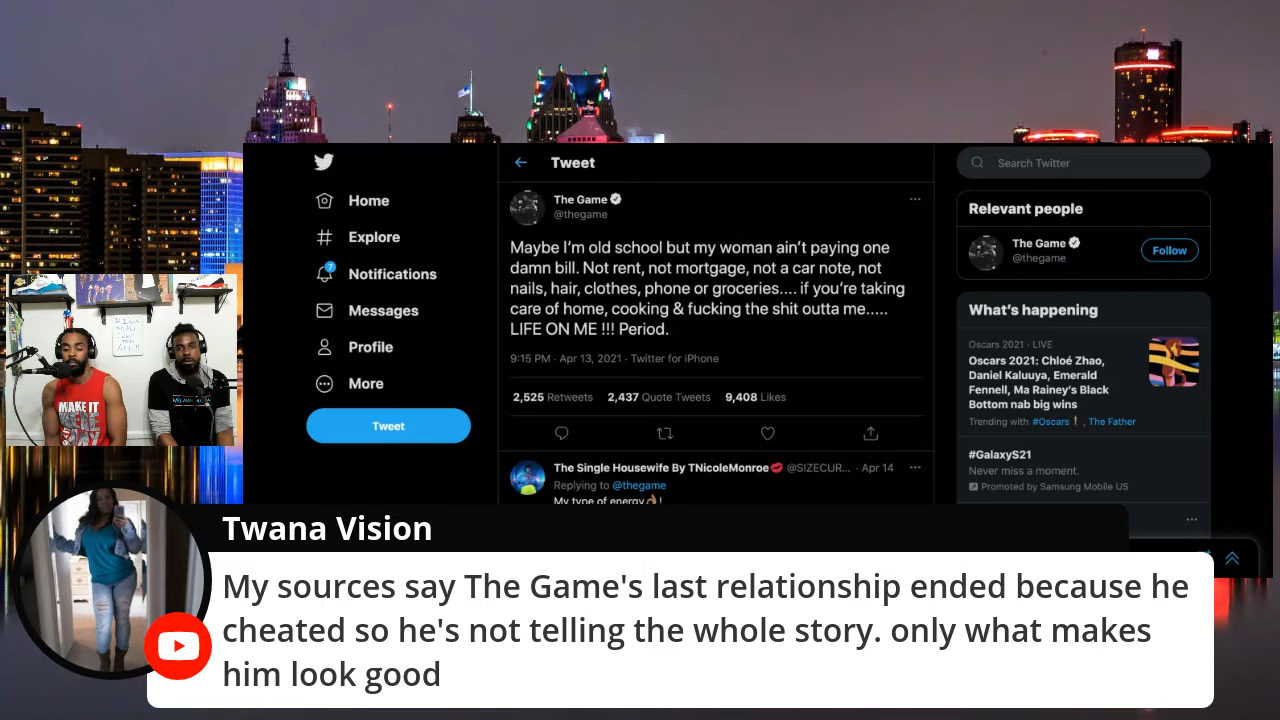 Home
Explore
7
Notifications
Messages
Profile
More
Tweet
Tweet
The Game
@thegame
Maybe I'm old school but my woman ain't paying one
damn bill. Not rent, not mortgage, not a car note, not
nails, hair, clothes, phone or groceries.... if you're taking
care of home, cooking & fucking the shit outta me.....
LIFE ON ME !!! Period.
9:15 PM · Apr 13, 2021 · Twitter for iPhone
2,525 Retweets 2,437 Quote Tweets 9,408 Likes
The Single Housewife By TNicoleMonroe💋 @SIZECUR... · Apr 14
Replying to @thegame
My type of energy👌🏾!
Search Twitter
Relevant people
The Game
@thegame
Follow
What's happening
Oscars 2021 · LIVE
Oscars 2021: Chloé Zhao,
Daniel Kaluuya, Emerald
Fennell, Ma Rainey's Black
Bottom nab big wins
Trending with #Oscars, The Father
#GalaxyS21
Never miss a moment.
Promoted by Samsung Mobile US
MAKE IT
Twana Vision
My sources say The Game's last relationship ended because he
cheated so he's not telling the whole story. only what makes
him look good